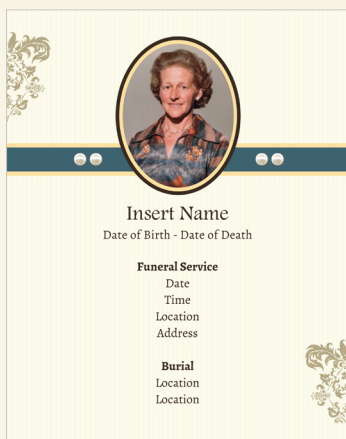 Insert Name
Date of Birth - Date of Death
Funeral Service
Date
Time
Location
Address
Burial
Location
Location